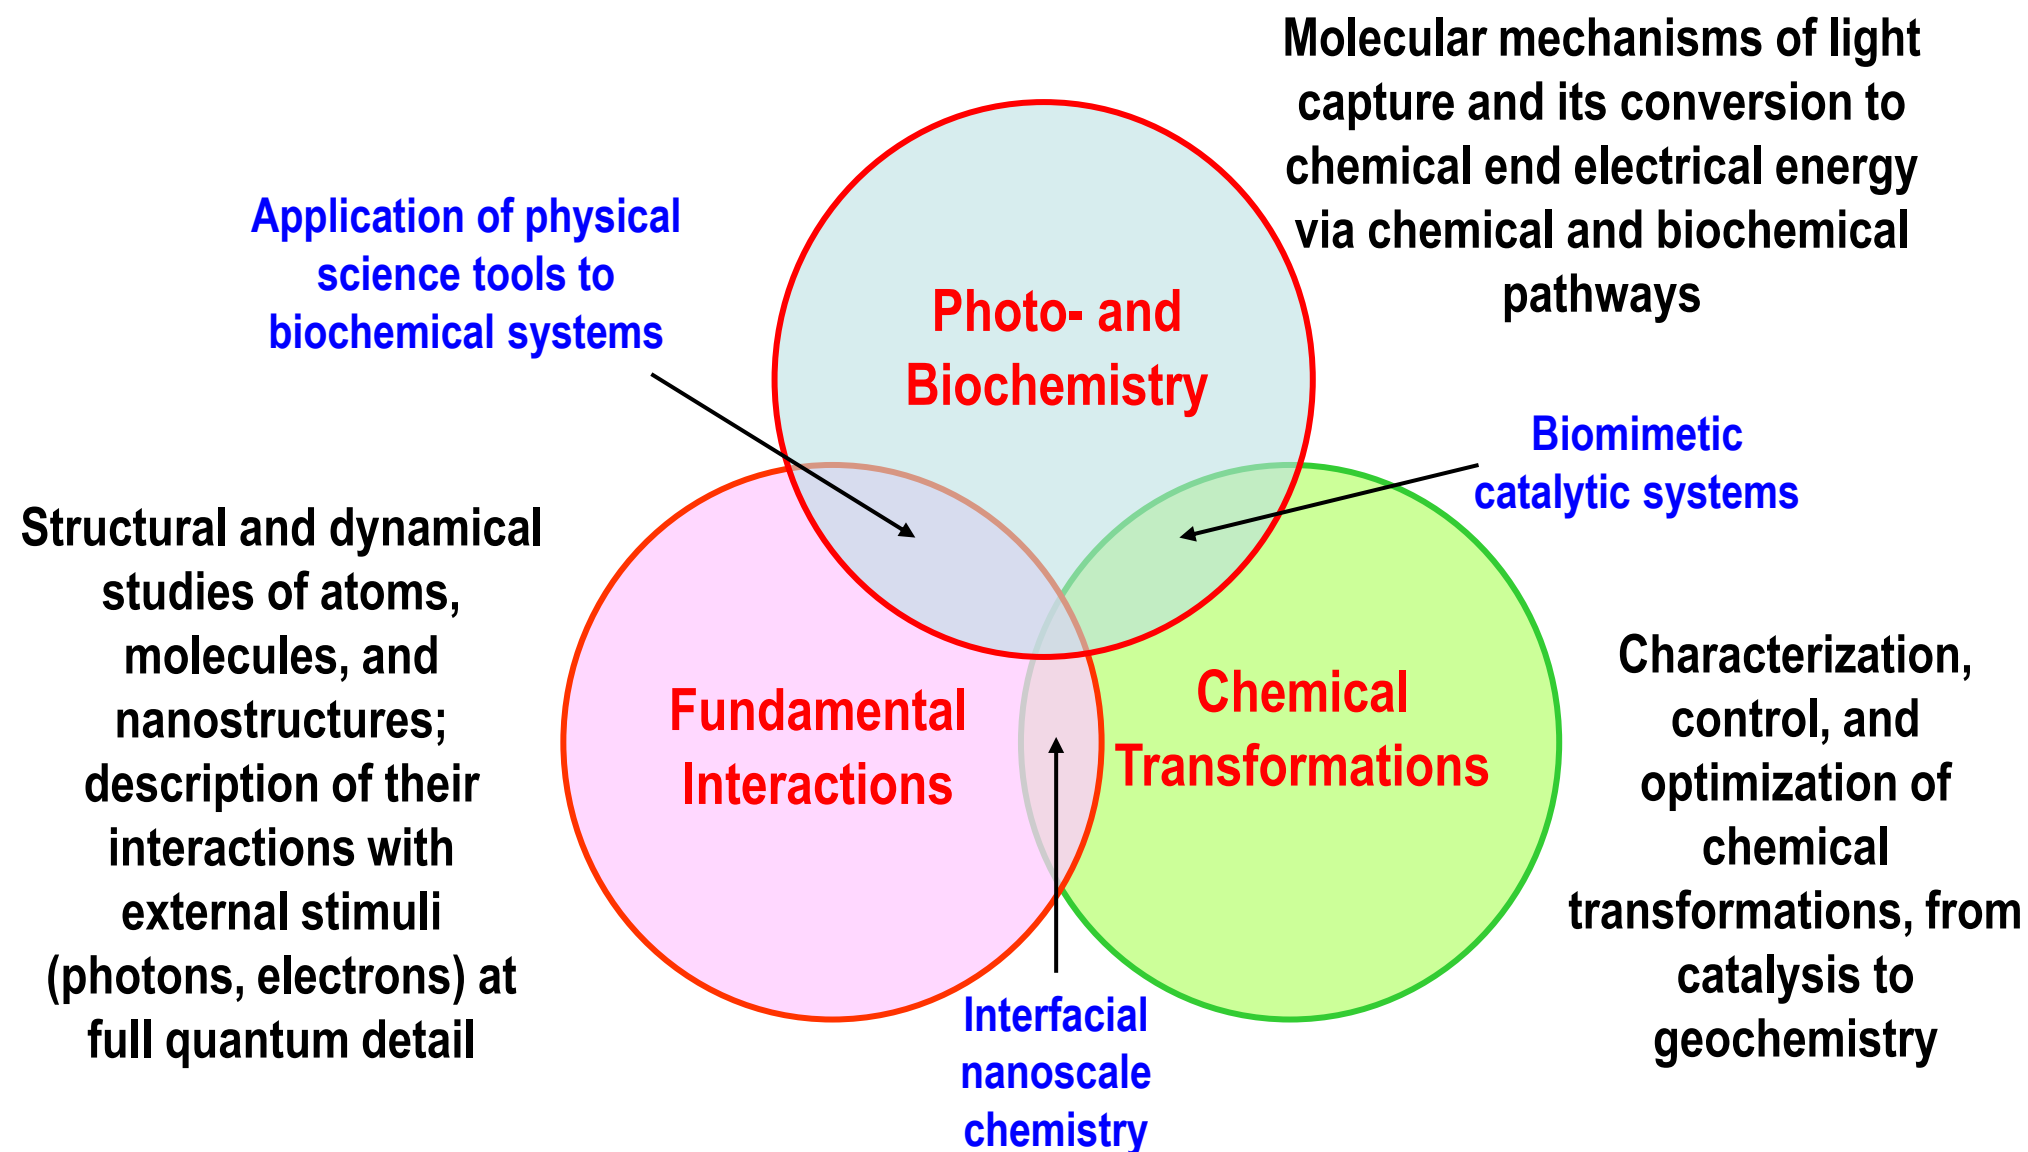 Molecular mechanisms of light
capture and its conversion to
chemical end electrical energy
via chemical and biochemical
pathways
Application of physical
science tools to
biochemical systems
Photo- and
Biochemistry
Biomimetic
catalytic systems
Structural and dynamical
studies of atoms,
molecules, and
nanostructures;
description of their
interactions with
external stimuli
(photons, electrons) at
full quantum detail
Fundamental
Interactions
Chemical
Transformations
Characterization,
control, and
optimization of
chemical
transformations, from
catalysis to
geochemistry
Interfacial
nanoscale
chemistry